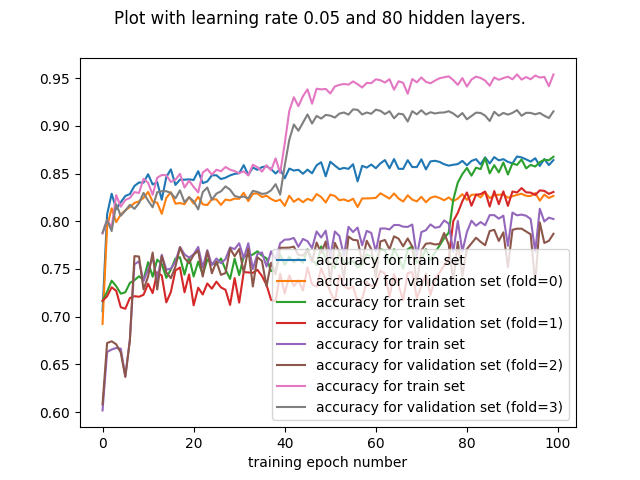 Plot with learning rate 0.05 and 80 hidden layers.
0.95
0.90
0.85
0.80
0.75
0.70
0.65
0.60
accuracy for train set
accuracy for validation set (fold=0)
accuracy for train set
accuracy for validation set (fold=1)
accuracy for train set
accuracy for validation set (fold=2)
accuracy for train set
accuracy for validation set (fold=3)
0 20 40 60 80 100
training epoch number